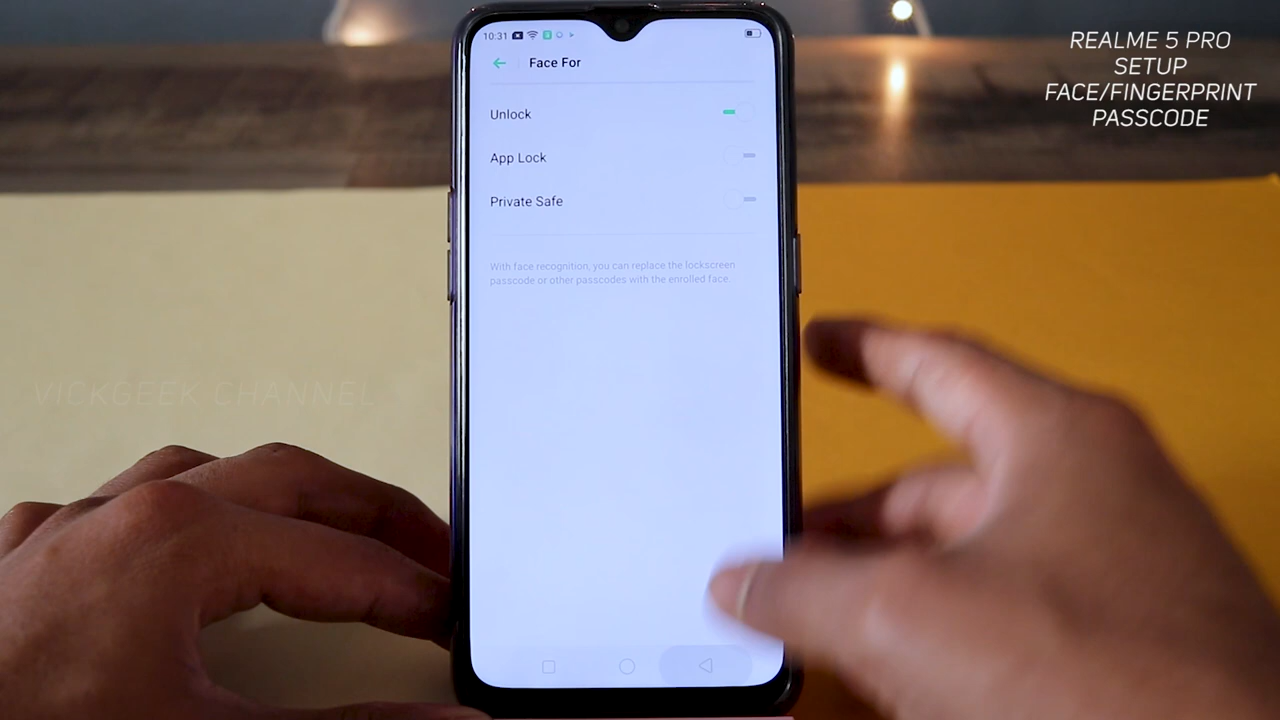 REALME 5 PRO
SETUP
FACE/FINGERPRINT
PASSCODE
10:31
Face For
Unlock
App Lock
Private Safe
With face recognition, you can replace the lockscreen
passcode or other passcodes with the enrolled face.
VICKGEEK CHANNEL